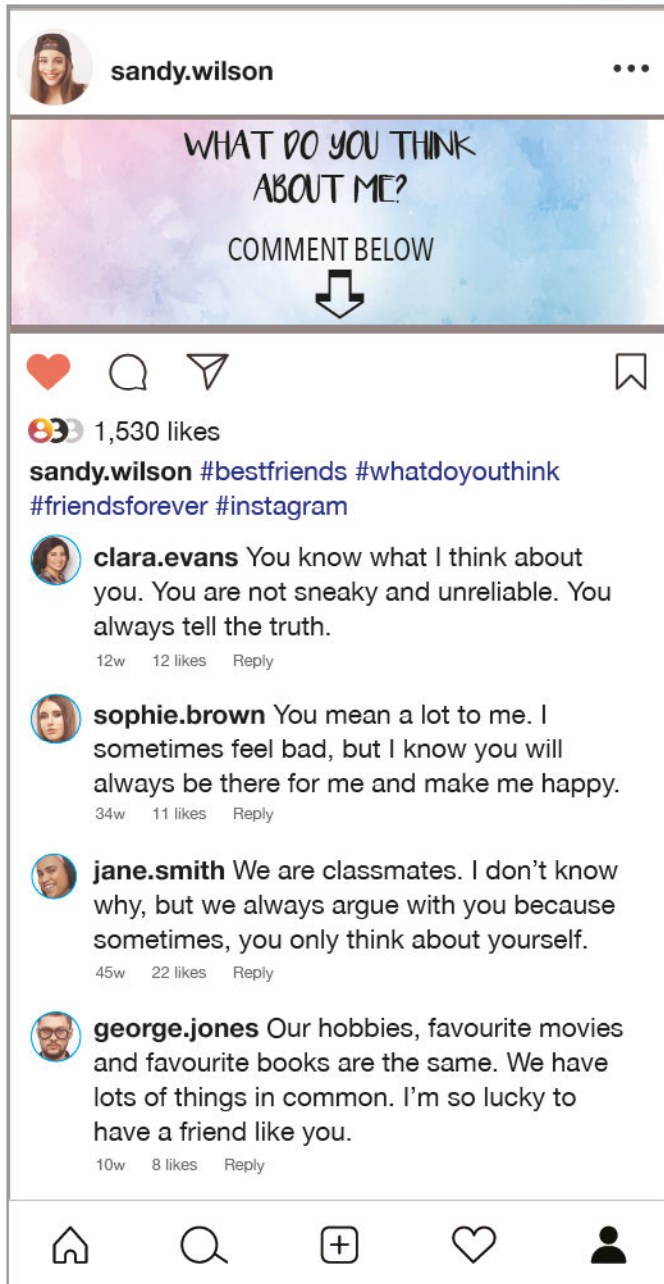 sandy.wilson
WHAT DO YOU THINK
ABOUT ME?
COMMENT BELOW
1,530 likes
sandy.wilson #bestfriends #whatdoyouthink
#friendsforever #instagram
clara.evans You know what I think about
you. You are not sneaky and unreliable. You
always tell the truth.
12w 12 likes Reply
sophie.brown You mean a lot to me. I
sometimes feel bad, but I know you will
always be there for me and make me happy.
34w 11 likes Reply
jane.smith We are classmates. I don’t know
why, but we always argue with you because
sometimes, you only think about yourself.
45w 22 likes Reply
george.jones Our hobbies, favourite movies
and favourite books are the same. We have
lots of things in common. I’m so lucky to
have a friend like you.
10w 8 likes Reply